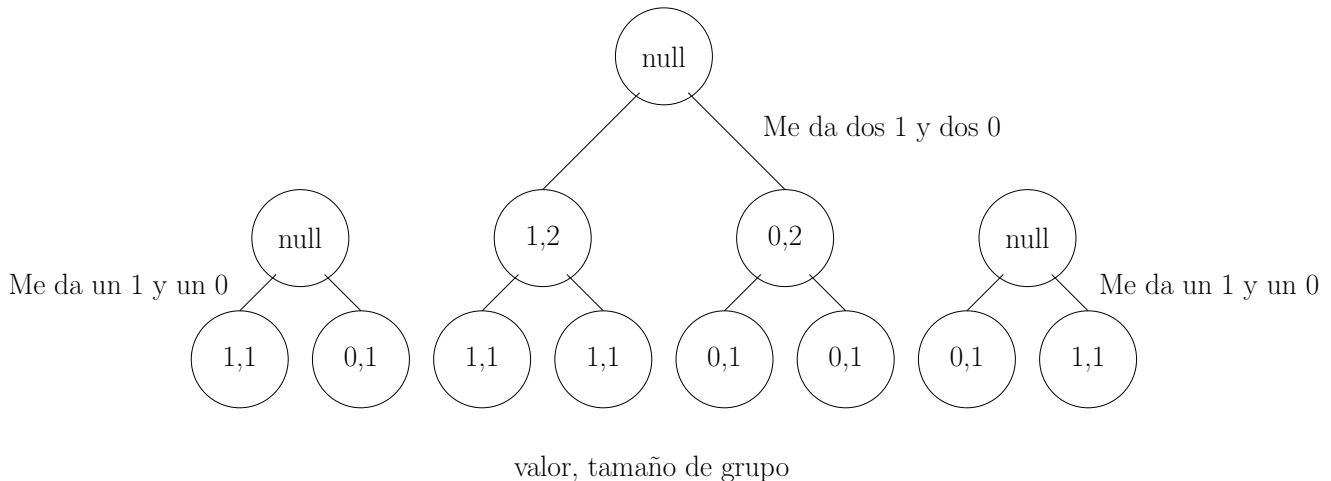 null
Me da dos 1 y dos 0
null
1,2
0,2
null
Me da un 1 y un 0
Me da un 1 y un 0
1,1
0,1
1,1
1,1
0,1
0,1
0,1
1,1
valor, tamaño de grupo